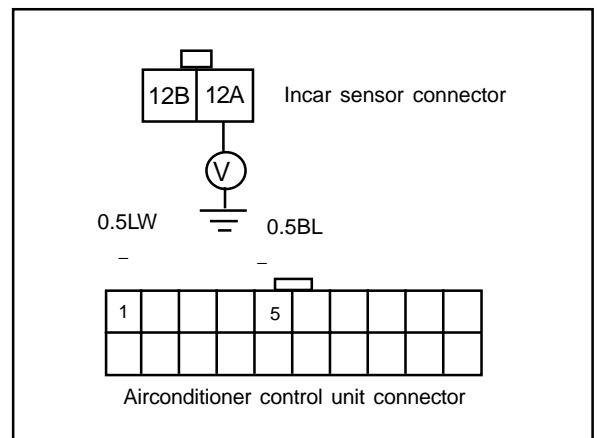 12B 12A
Incar sensor connector
V
0.5LW
0.5BL
– –
1 5
Airconditioner control unit connector